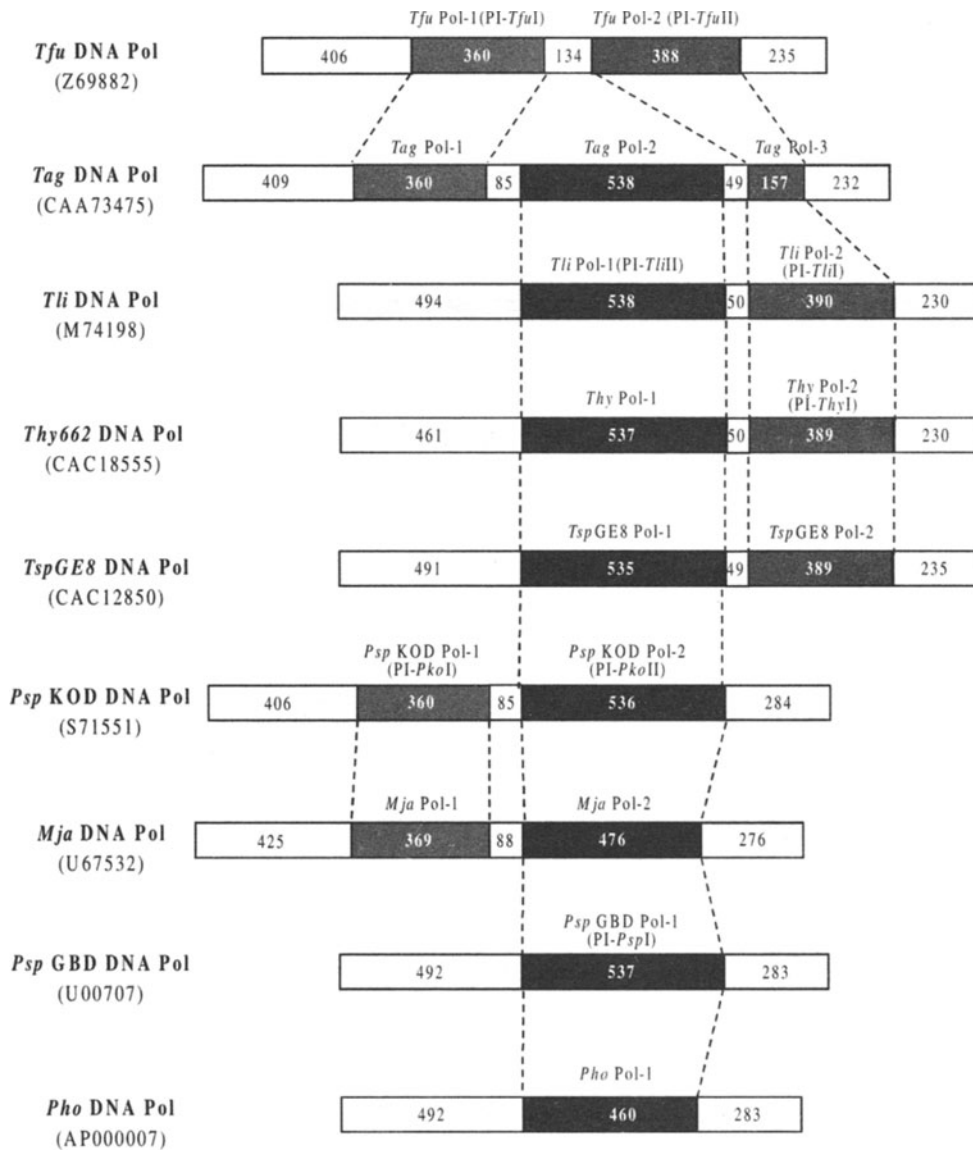 Tfu Pol-1(PI-TfuI) Tfu Pol-2 (PI-TfuII)
Tfu DNA Pol
(Z69882)
406 360 134 388 235
Tag Pol-1 Tag Pol-2 Tag Pol-3
Tag DNA Pol
(CAA73475)
409 360 85 538 49 157 232
Tli Pol-1(PI-TliII) Tli Pol-2
(PI-TliI)
Tli DNA Pol
(M74198)
494 538 50 390 230
Thy Pol-1 Thy Pol-2
(PI-ThyI)
Thy662 DNA Pol
(CAC18555)
461 537 50 389 230
TspGE8 Pol-1 TspGE8 Pol-2
TspGE8 DNA Pol
(CAC12850)
491 535 49 389 235
Psp KOD Pol-1 Psp KOD Pol-2
(PI-PkoI) (PI-PkoII)
Psp KOD DNA Pol
(S71551)
406 360 85 536 284
Mja Pol-1 Mja Pol-2
Mja DNA Pol
(U67532)
425 369 88 476 276
Psp GBD Pol-1
(PI-PspI)
Psp GBD DNA Pol
(U00707)
492 537 283
Pho Pol-1
Pho DNA Pol
(AP000007)
492 460 283